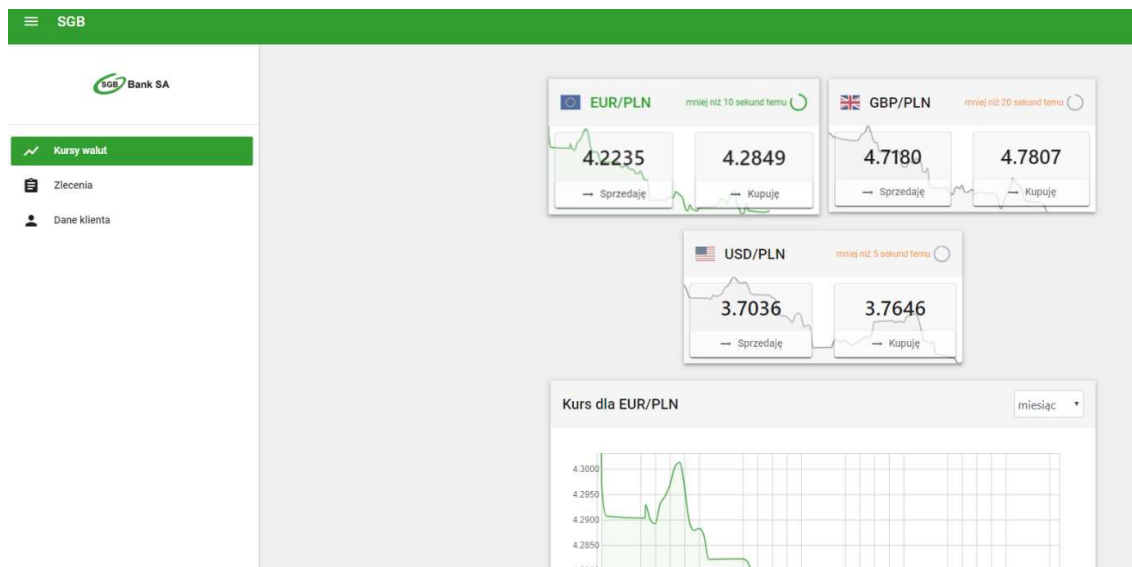 SGB
SGB Bank SA
Kursy walut
Zlecenia
Dane klienta
EUR/PLN mniej niż 10 sekund temu
4.2235 4.2849
→ Sprzedaję → Kupuję
GBP/PLN mniej niż 20 sekund temu
4.7180 4.7807
→ Sprzedaję → Kupuję
USD/PLN mniej niż 5 sekund temu
3.7036 3.7646
→ Sprzedaję → Kupuję
Kurs dla EUR/PLN miesiąc
4.3000
4.2950
4.2900
4.2850